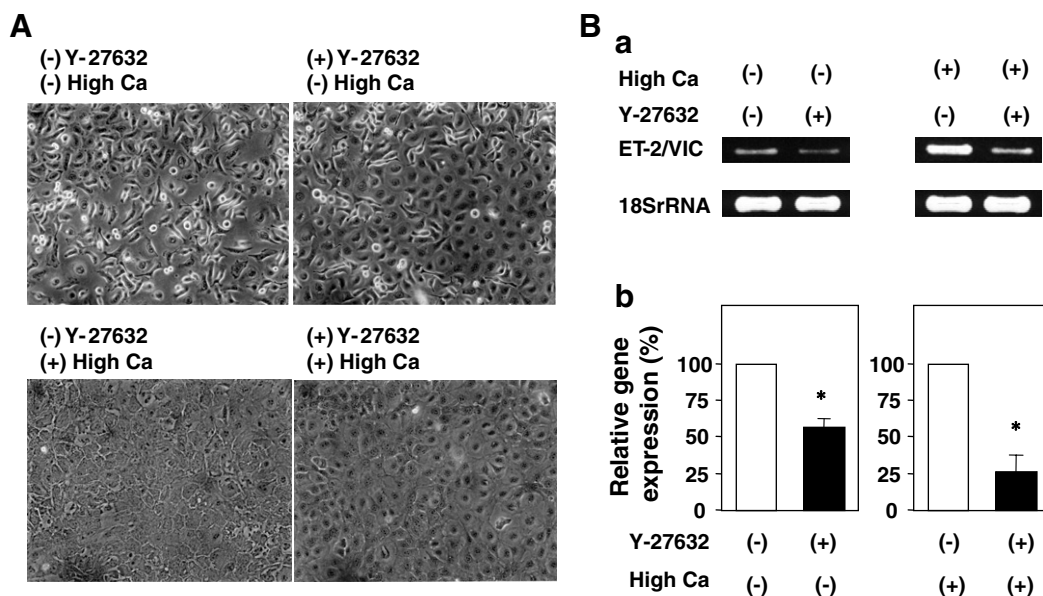 A
(-) Y-27632
(-) High Ca
(+) Y-27632
(-) High Ca
(-) Y-27632
(+) High Ca
(+) Y-27632
(+) High Ca
B
a
High Ca (-) (-) (+) (+)
Y-27632 (-) (+) (-) (+)
ET-2/VIC
18SrRNA
b
Relative gene
expression (%)
100 100
75 75
50 50
25 25
0 0
* *
Y-27632 (-) (+) (-) (+)
High Ca (-) (-) (+) (+)